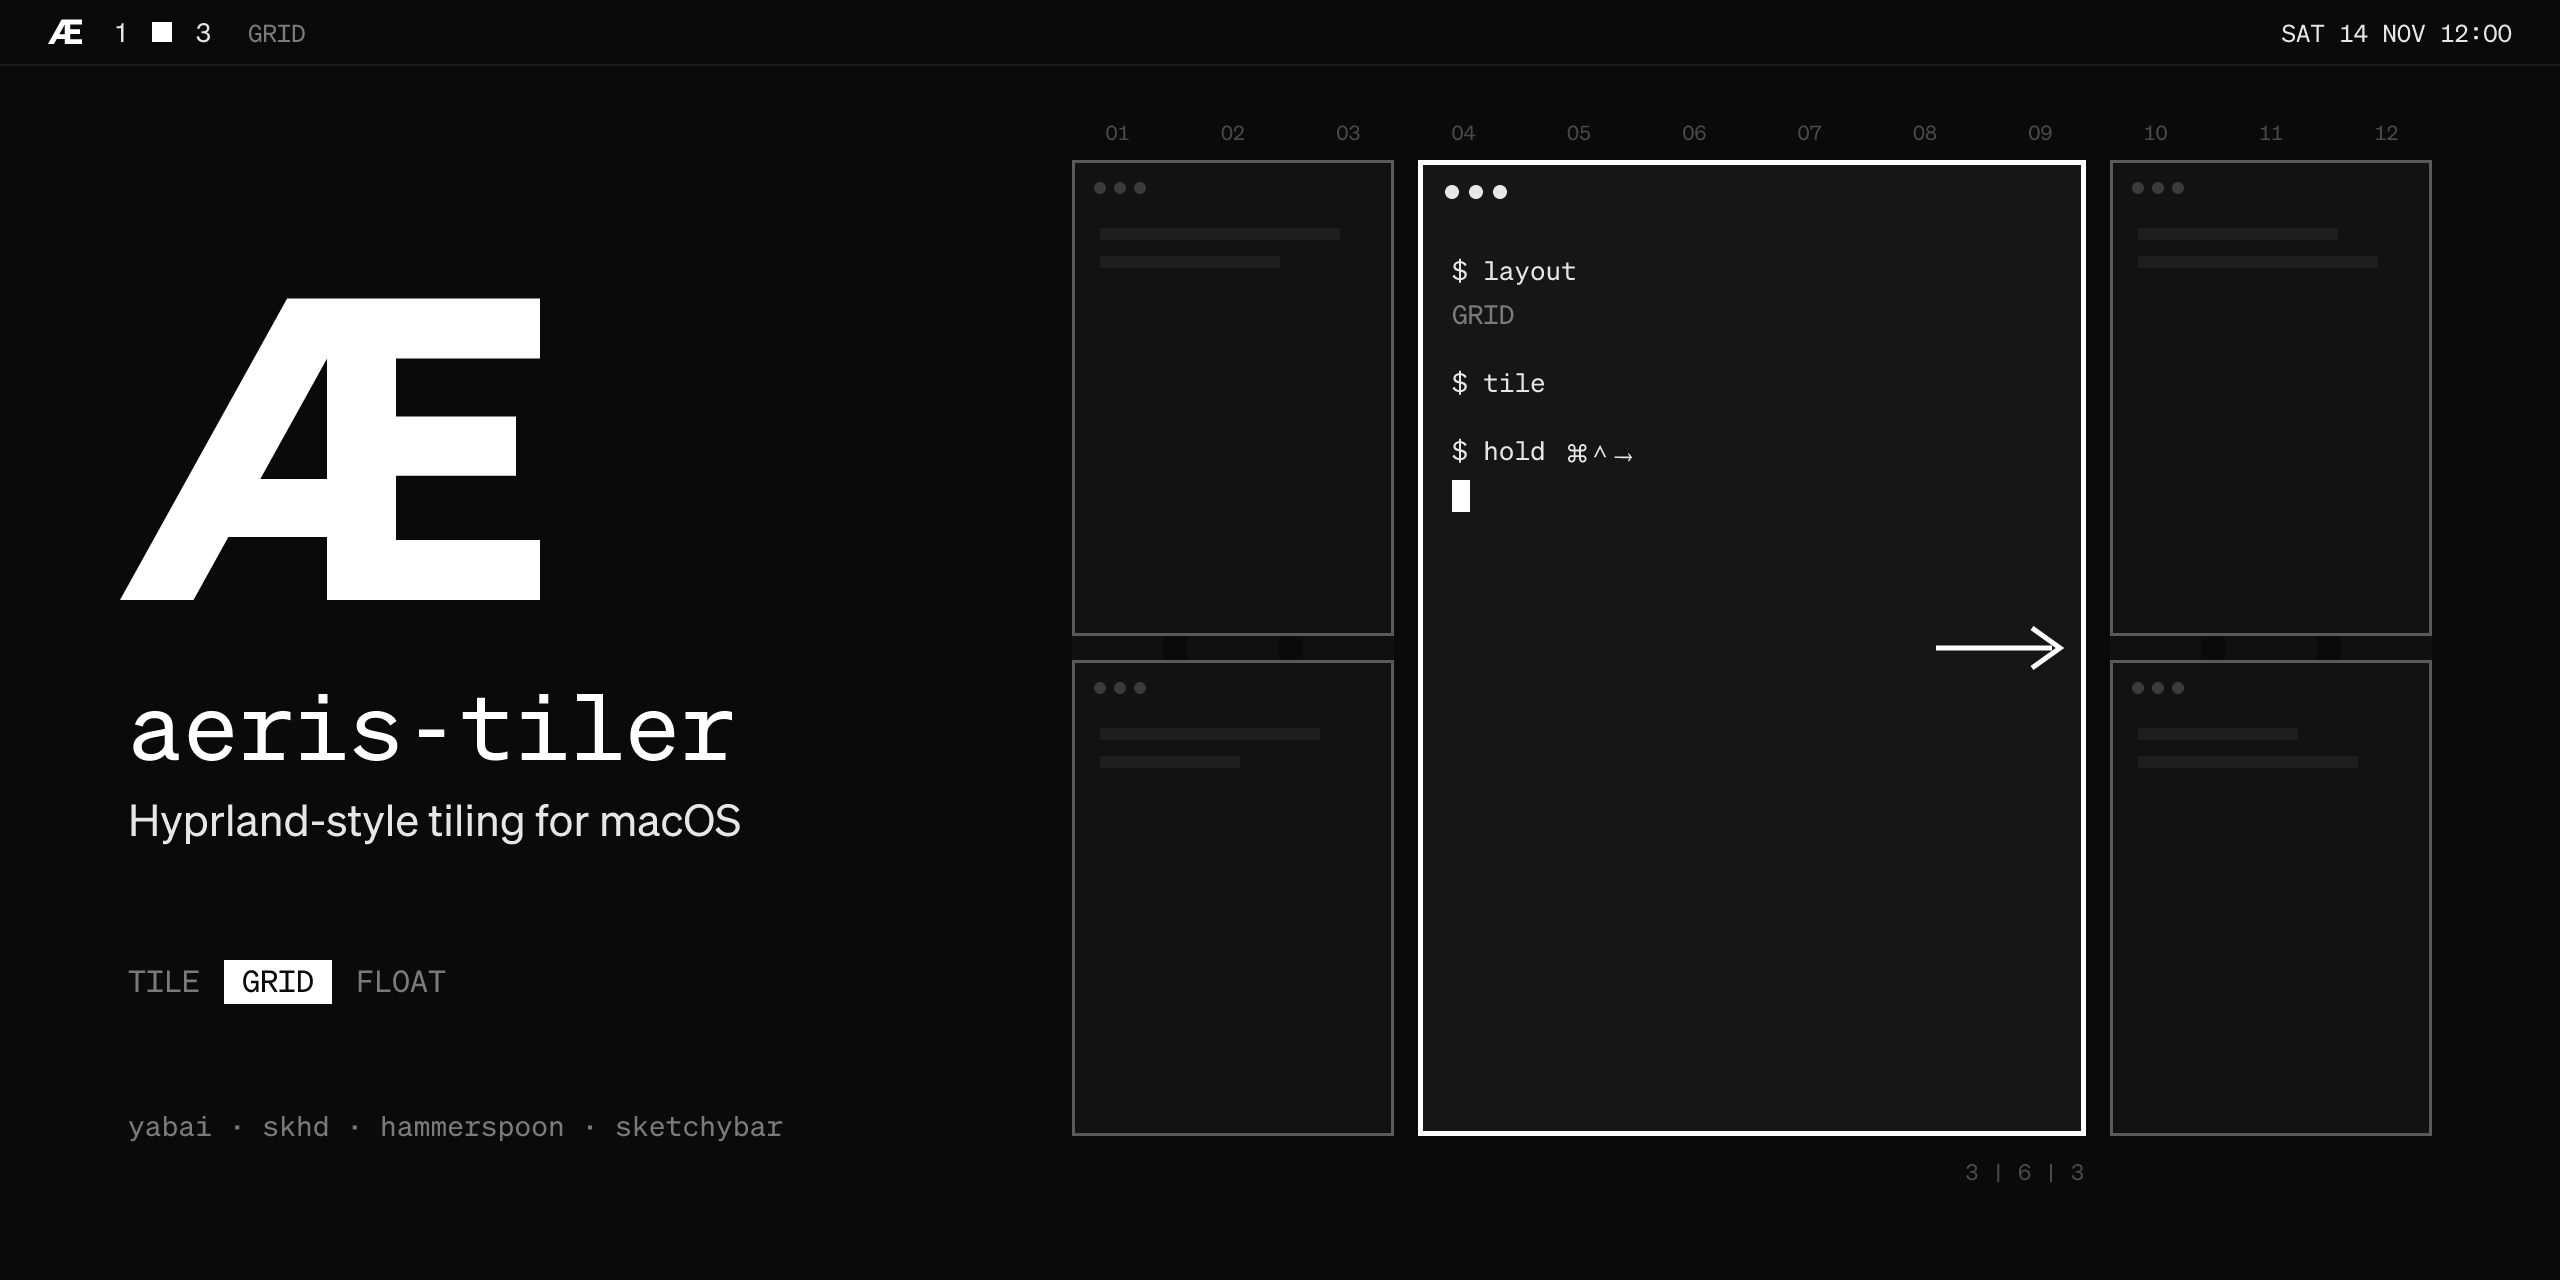 Æ 1 3 GRID SAT 14 NOV 12:00
01 02 03 04 05 06 07 08 09 10 11 12
Æ
aeris-tiler
Hyprland-style tiling for macOS
TILE GRID FLOAT
yabai · skhd · hammerspoon · sketchybar
$ layout
GRID
$ tile
$ hold ⌘^→
3 | 6 | 3